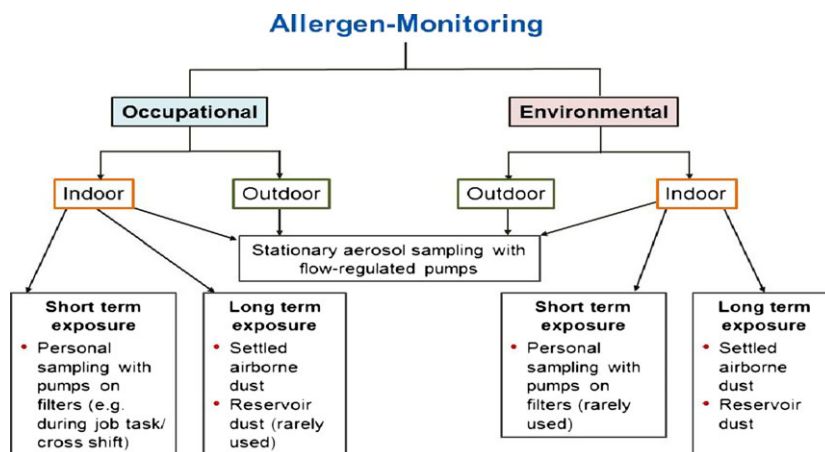 Allergen-Monitoring
Occupational
Environmental
Indoor
Outdoor
Outdoor
Indoor
Stationary aerosol sampling with
flow-regulated pumps
Short term
exposure
• Personal
sampling with
pumps on
filters (e.g.
during job task/
cross shift)
Long term
exposure
• Settled
airborne
dust
• Reservoir
dust (rarely
used)
Short term
exposure
• Personal
sampling with
pumps on
filters (rarely
used)
Long term
exposure
• Settled
airborne
dust
• Reservoir
dust